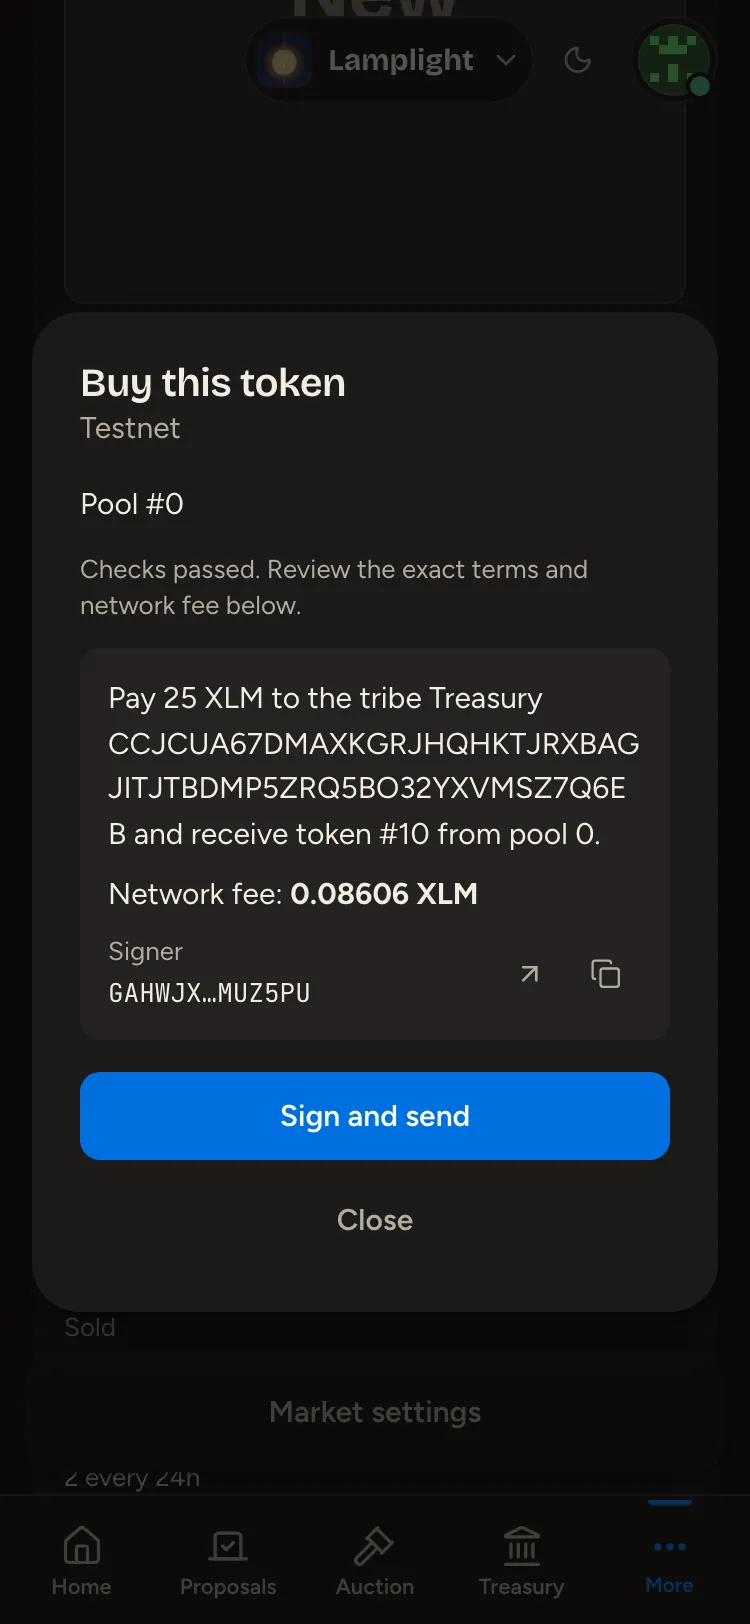 New
Lamplight
Buy this token
Testnet
Pool #0
Checks passed. Review the exact terms and
network fee below.
Pay 25 XLM to the tribe Treasury
CCJCUA67DMAXKGRJHQHKTJRXBAG
JITJTBDMP5ZRQ5BO32YXVMSZ7Q6E
B and receive token #10 from pool 0.
Network fee: 0.08606 XLM
Signer
GAHWJX…MUZ5PU
Sign and send
Close
Sold
Market settings
2 every 24h
Home
Proposals
Auction
Treasury
More